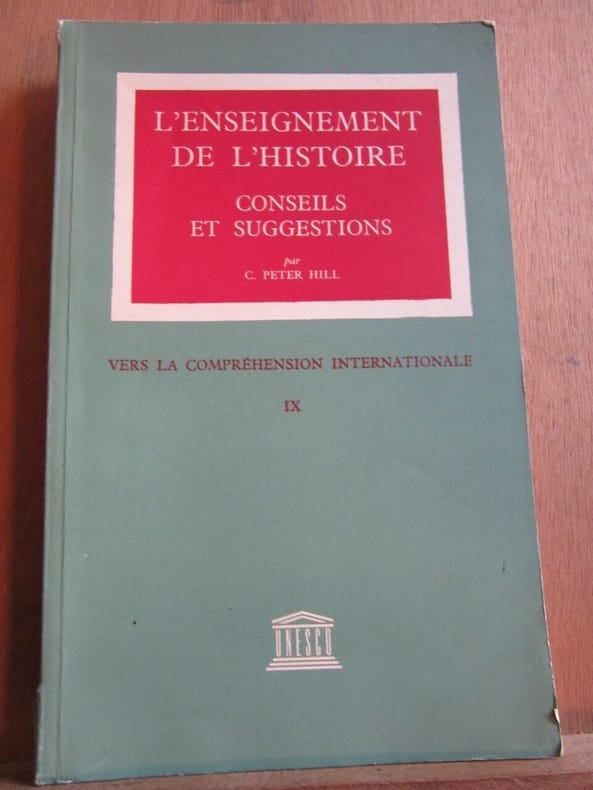 L'ENSEIGNEMENT
DE L'HISTOIRE
CONSEILS
ET SUGGESTIONS
par
C. PETER HILL
VERS LA COMPRÉHENSION INTERNATIONALE
IX
UNESCO